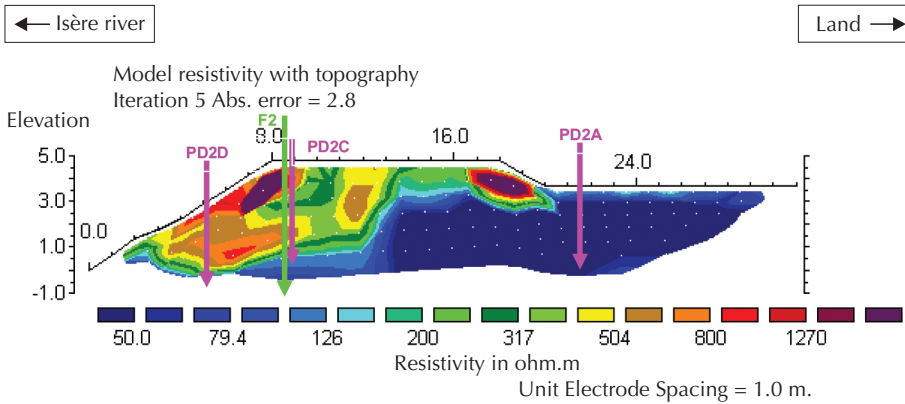 ← Isère river
Land →
Model resistivity with topography
Iteration 5 Abs. error = 2.8
Elevation
F2
8.0
16.0
24.0
PD2D
PD2C
PD2A
5.0
3.0
1.0
-1.0
0.0
50.0 79.4 126 200 317 504 800 1270
Resistivity in ohm.m
Unit Electrode Spacing = 1.0 m.